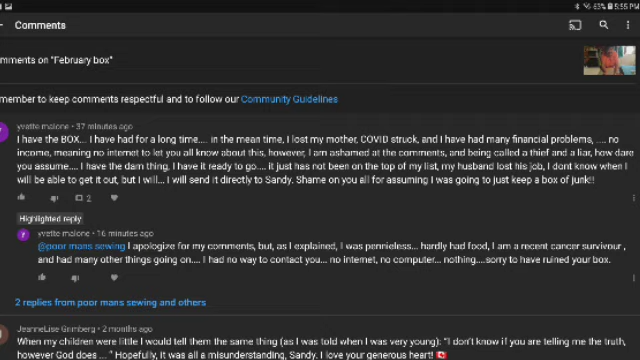 63% 5:55 PM
Comments
mments on "February box"
member to keep comments respectful and to follow our Community Guidelines
yvette malone • 37 minutes ago
I have the BOX... I have had for a long time.... in the mean time, I lost my mother, COVID struck, and I have had many financial problems, .... no
income, meaning no internet to let you all know about this, however, I am ashamed at the comments, and being called a thief and a liar, how dare
you assume.... I have the dam thing, I have it ready to go.... it just has not been on the top of my list, my husband lost his job, I dont know when I
will be able to get it out, but I will... I will send it directly to Sandy. Shame on you all for assuming I was going to just keep a box of junk!!
2
Highlighted reply
y
yvette malone • 16 minutes ago
@poor mans sewing I apologize for my comments, but, as I explained, I was pennieless... hardly had food, I am a recent cancer survivour ,
and had many other things going on.... I had no way to contact you... no internet, no computer... nothing....sorry to have ruined your box.
2 replies from poor mans sewing and others
JeanneLise Grimberg • 2 months ago
When my children were little I would tell them the same thing (as I was told when I was very young): "I don't know if you are telling me the truth,
however God does .... " Hopefully, it was all a misunderstanding, Sandy. I love your generous heart! 🇨🇦